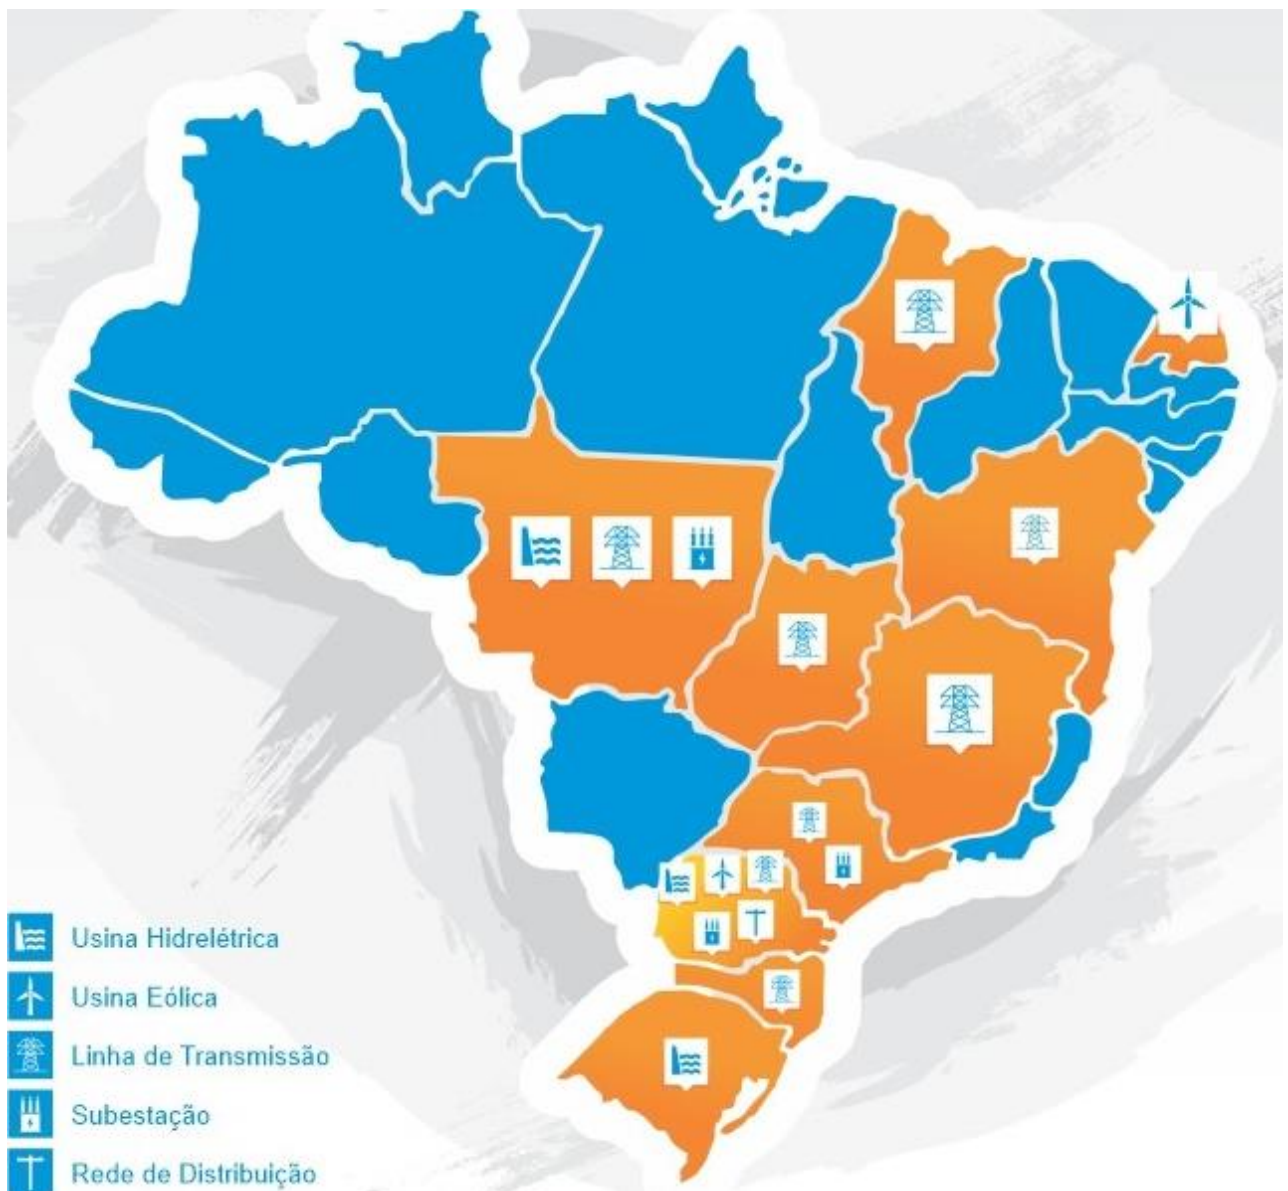 Usina Hidrelétrica
Usina Eólica
Linha de Transmissão
Subestação
Rede de Distribuição